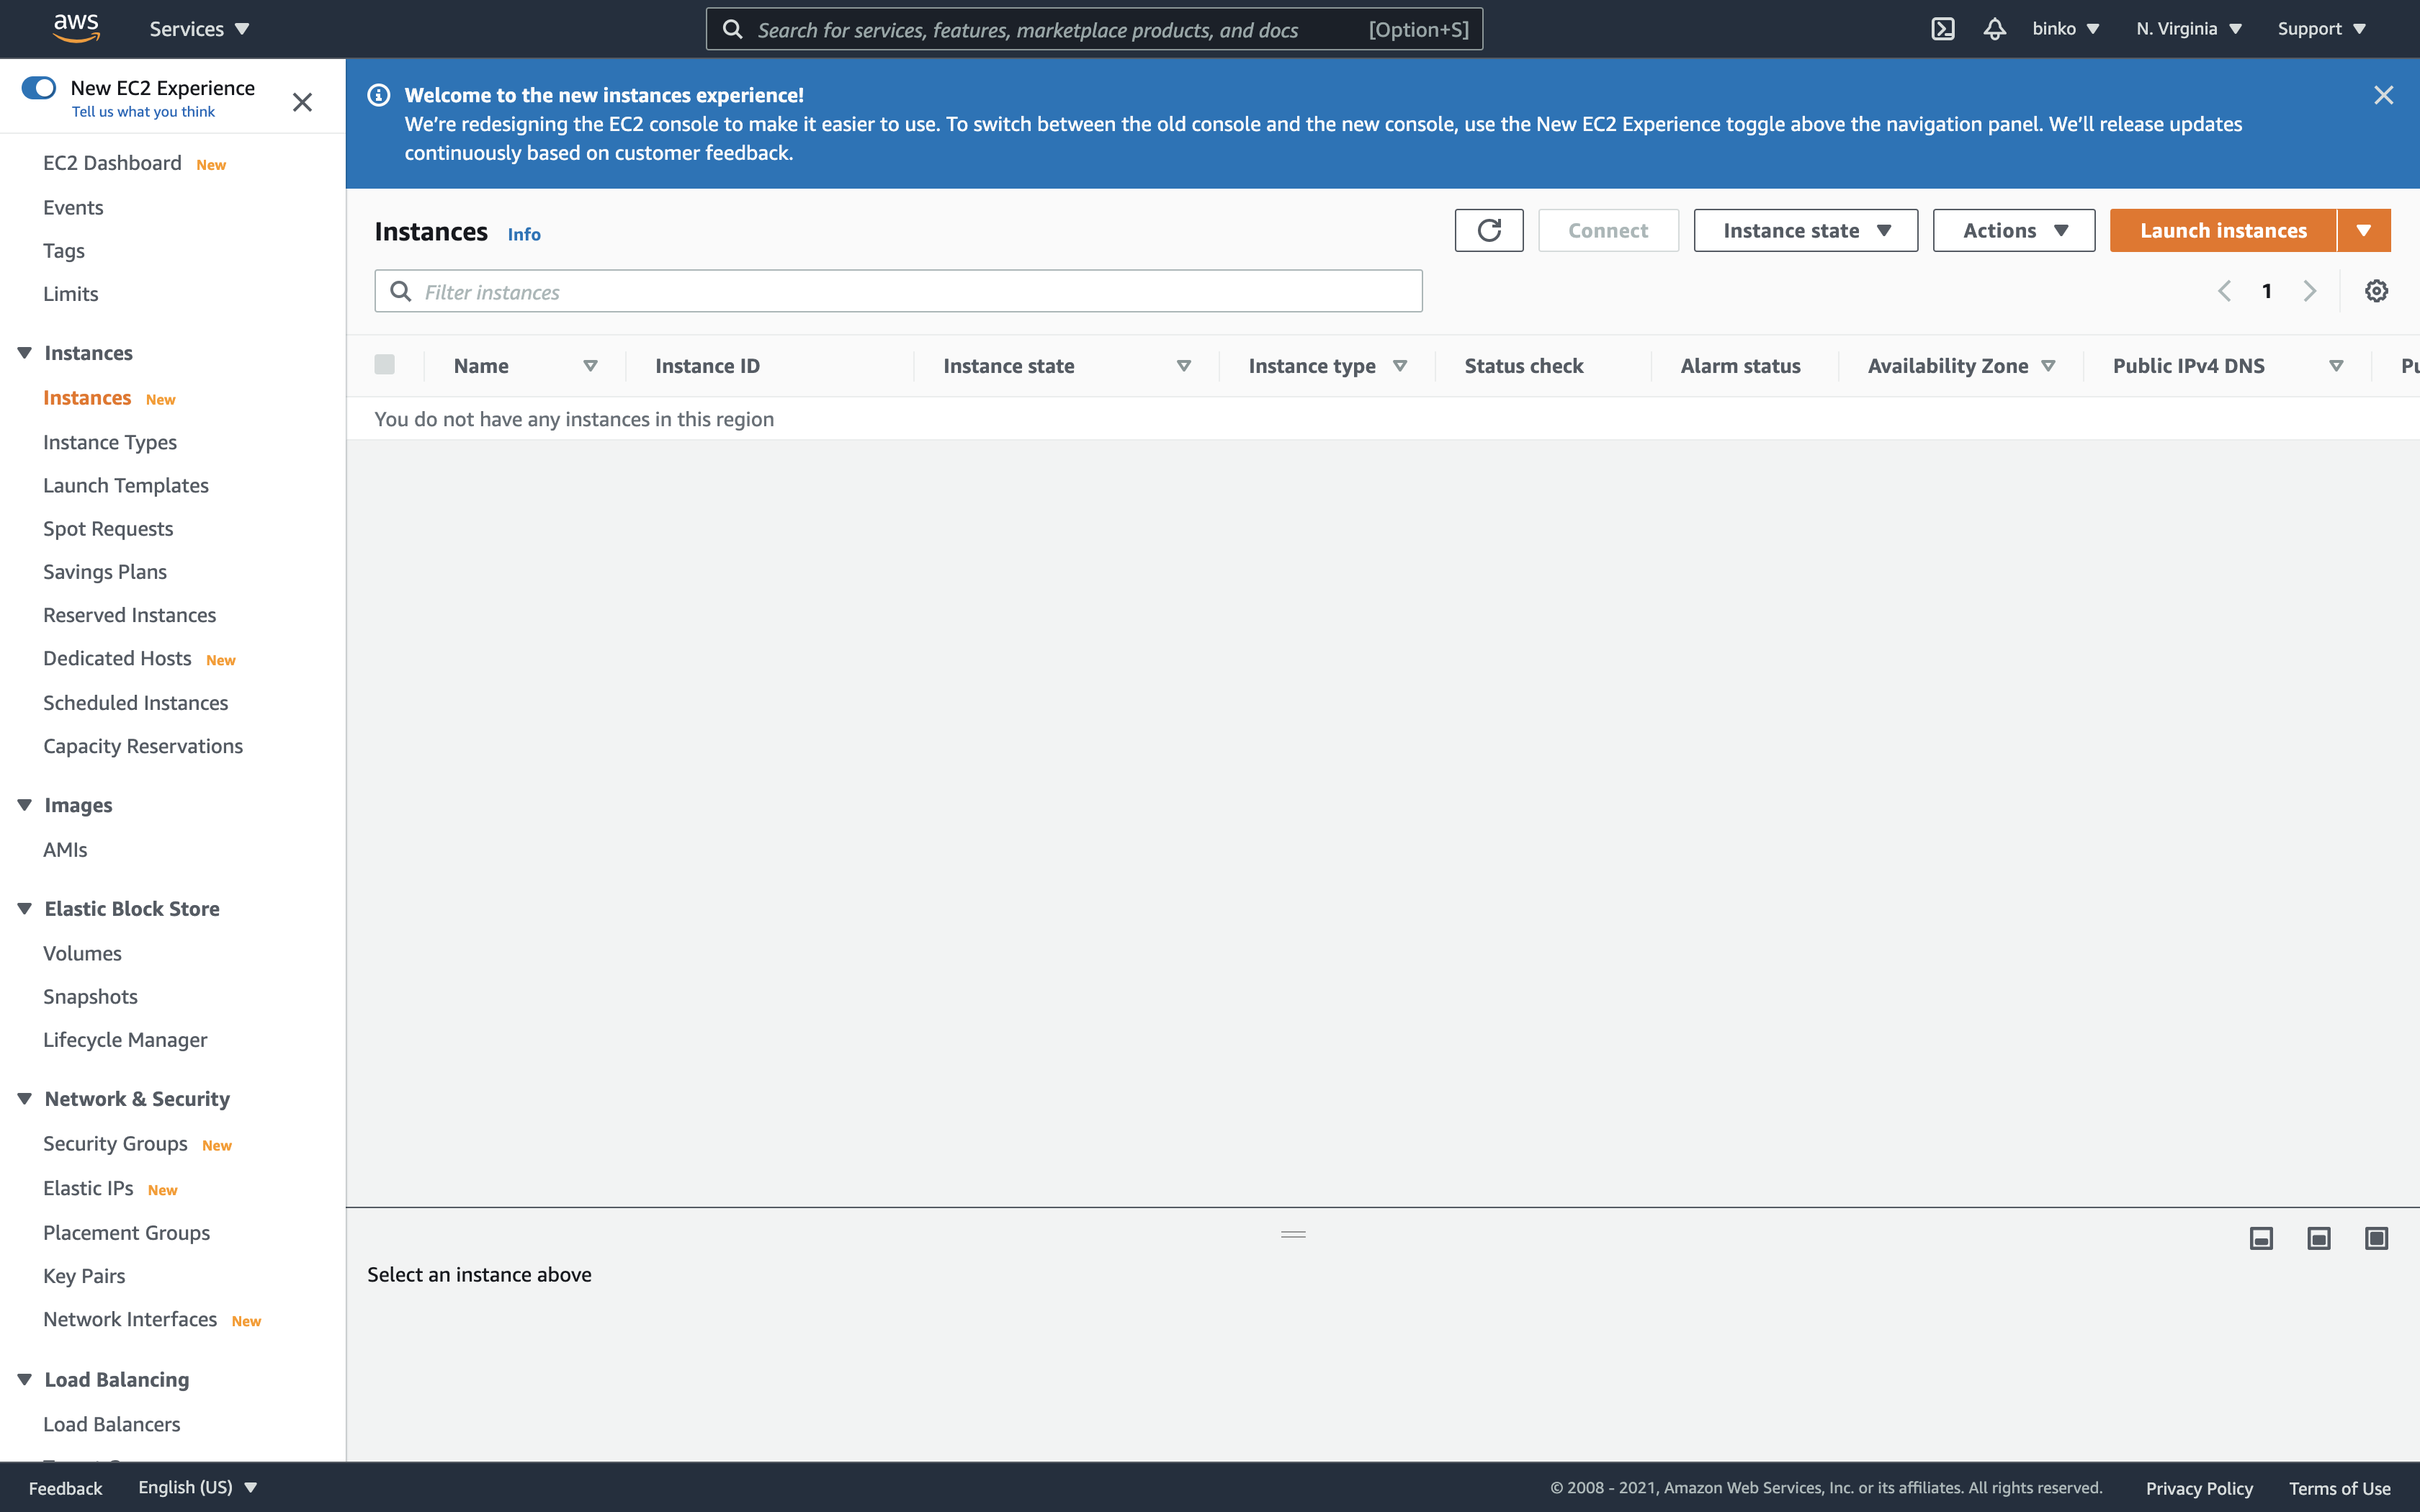 aws
Services
Search for services, features, marketplace products, and docs
[Option+S]
binko
N. Virginia
Support
New EC2 Experience
Tell us what you think
EC2 Dashboard New
Events
Tags
Limits
Instances
Instances New
Instance Types
Launch Templates
Spot Requests
Savings Plans
Reserved Instances
Dedicated Hosts New
Scheduled Instances
Capacity Reservations
Images
AMIs
Elastic Block Store
Volumes
Snapshots
Lifecycle Manager
Network & Security
Security Groups New
Elastic IPs New
Placement Groups
Key Pairs
Network Interfaces New
Load Balancing
Load Balancers
Welcome to the new instances experience!
We’re redesigning the EC2 console to make it easier to use. To switch between the old console and the new console, use the New EC2 Experience toggle above the navigation panel. We’ll release updates
continuously based on customer feedback.
Instances Info
Connect
Instance state
Actions
Launch instances
Filter instances
1
Name
Instance ID
Instance state
Instance type
Status check
Alarm status
Availability Zone
Public IPv4 DNS
You do not have any instances in this region
Select an instance above
Feedback
English (US)
© 2008 - 2021, Amazon Web Services, Inc. or its affiliates. All rights reserved.
Privacy Policy
Terms of Use